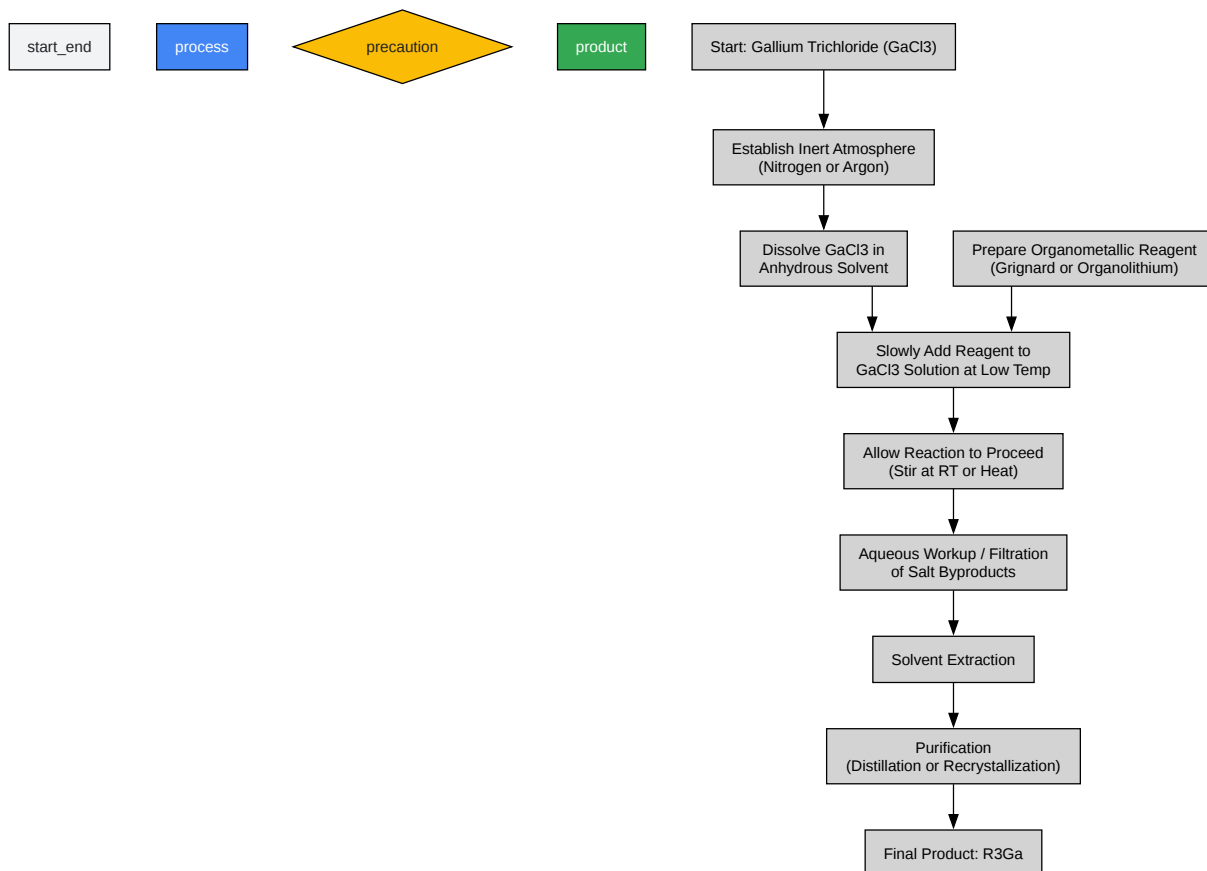 start_end
process
precaution
product
Start: Gallium Trichloride (GaCl3)
Establish Inert Atmosphere
(Nitrogen or Argon)
Dissolve GaCl3 in
Anhydrous Solvent
Prepare Organometallic Reagent
(Grignard or Organolithium)
Slowly Add Reagent to
GaCl3 Solution at Low Temp
Allow Reaction to Proceed
(Stir at RT or Heat)
Aqueous Workup / Filtration
of Salt Byproducts
Solvent Extraction
Purification
(Distillation or Recrystallization)
Final Product: R3Ga